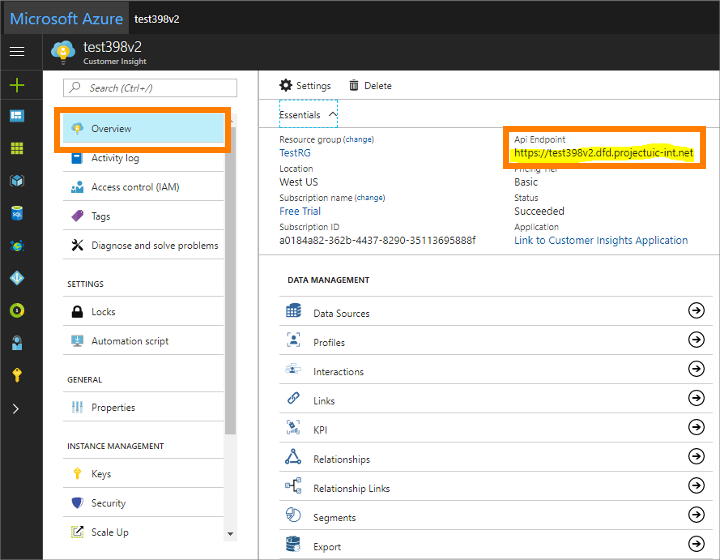 Microsoft Azure test398v2
test398v2
Customer Insight
Search (Ctrl+/)
Overview
Activity log
Access control (IAM)
Tags
Diagnose and solve problems
SETTINGS
Locks
Automation script
GENERAL
Properties
INSTANCE MANAGEMENT
Keys
Security
Scale Up
Settings Delete
Essentials
Resource group (change)
TestRG
Location
West US
Subscription name (change)
Free Trial
Subscription ID
a0184a82-362b-4437-8290-35113695888f
Api Endpoint
https://test398v2.dfd.projectuic-int.net
Pricing Tier
Basic
Status
Succeeded
Application
Link to Customer Insights Application
DATA MANAGEMENT
Data Sources
Profiles
Interactions
Links
KPI
Relationships
Relationship Links
Segments
Export